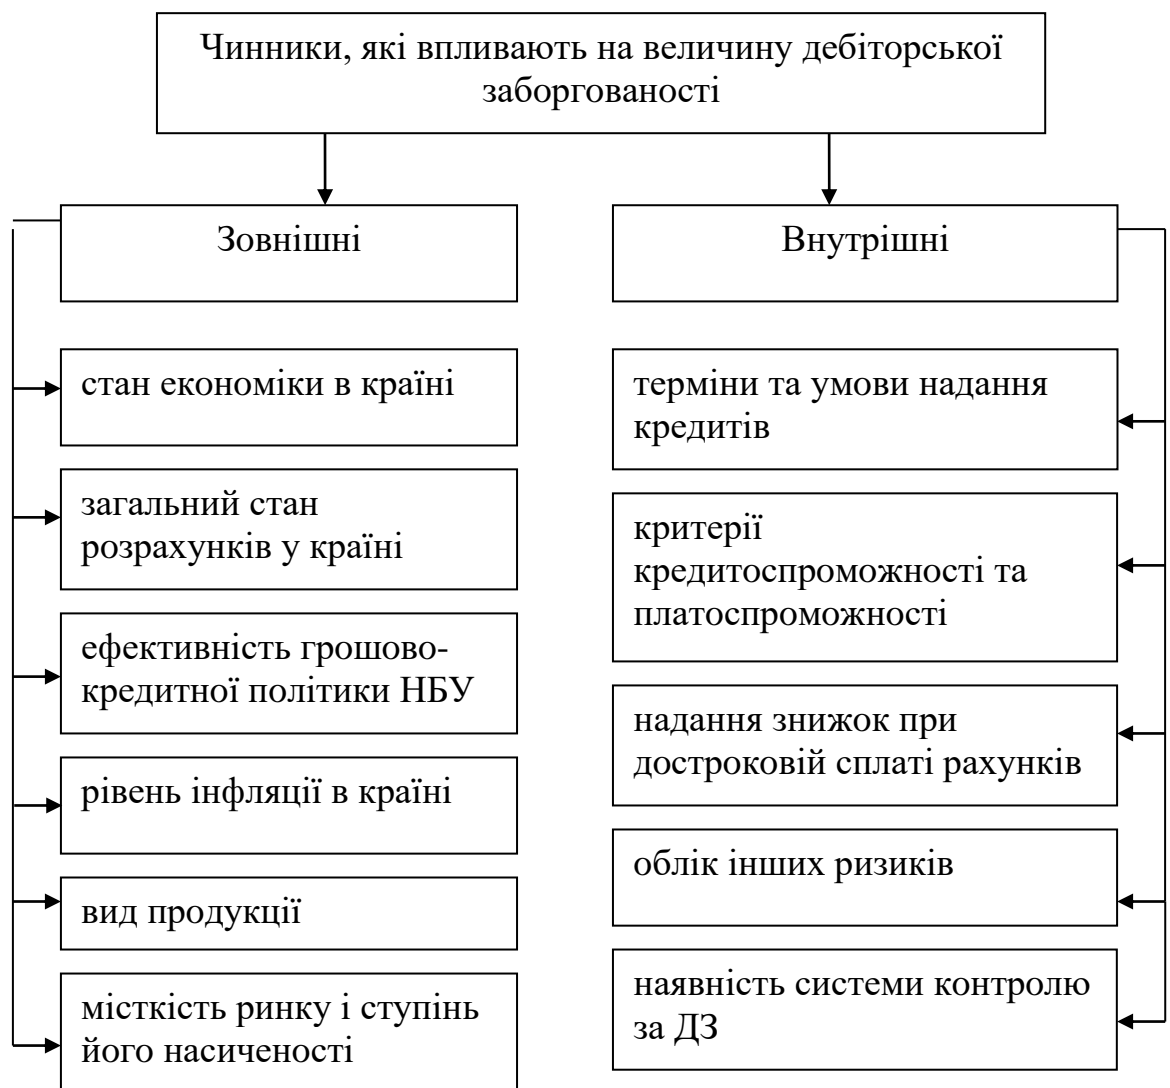 Чинники, які впливають на величину дебіторської
заборгованості
Зовнішні
стан економіки в країні
загальний стан
розрахунків у країні
ефективність грошово-
кредитної політики НБУ
рівень інфляції в країні
вид продукції
місткість ринку і ступінь
його насиченості
Внутрішні
терміни та умови надання
кредитів
критерії
кредитоспроможності та
платоспроможності
надання знижок при
достроковій сплаті рахунків
облік інших ризиків
наявність системи контролю
за ДЗ